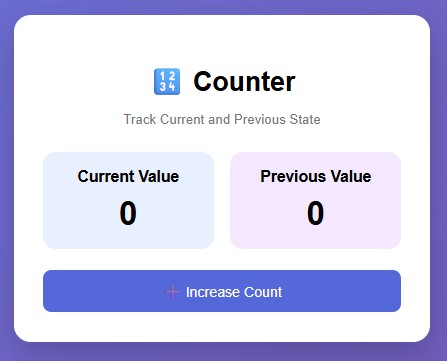 🔢 Counter
Track Current and Previous State
Current Value
0
Previous Value
0
➕ Increase Count